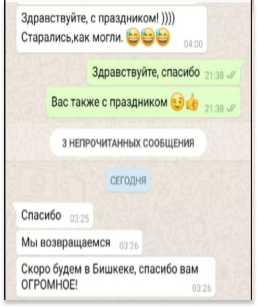 Здравствуйте, с праздником! ))))
Старались,как могли. 😅😅😅
04:00
Здравствуйте, спасибо 21:38
Вас также с праздником 😉👍 21:38
3 НЕПРОЧИТАННЫХ СООБЩЕНИЯ
СЕГОДНЯ
Спасибо 03:25
Мы возвращаемся 03:26
Скоро будем в Бишкеке, спасибо вам
ОГРОМНОЕ! 03:26